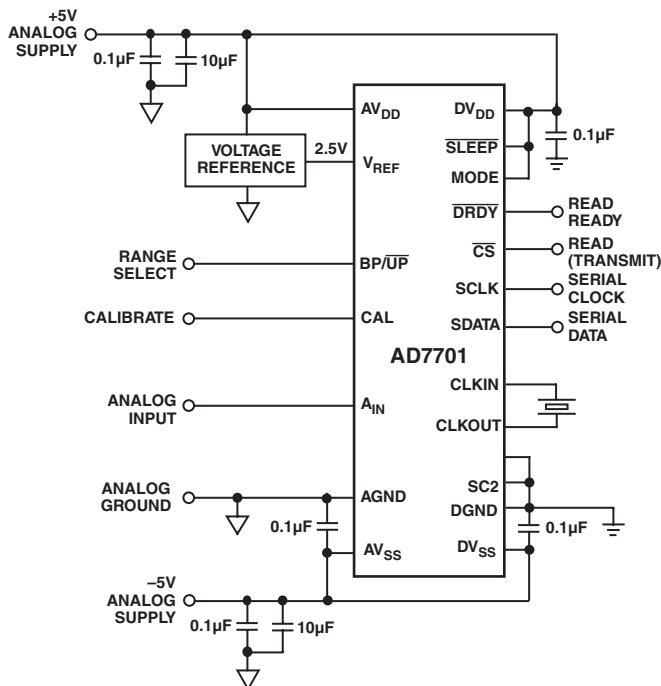 +5V
ANALOG
SUPPLY
0.1µF
10µF
AVDD
DVDD
VOLTAGE
REFERENCE
2.5V
VREF
SLEEP
0.1µF
MODE
DRDY
READ
READY
RANGE
SELECT
BP/UP
CS
READ
(TRANSMIT)
SCLK
SERIAL
CLOCK
CALIBRATE
CAL
SDATA
SERIAL
DATA
AD7701
ANALOG
INPUT
AIN
CLKIN
CLKOUT
ANALOG
GROUND
AGND
SC2
DGND
0.1µF
0.1µF
AVSS
DVSS
–5V
ANALOG
SUPPLY
0.1µF
10µF